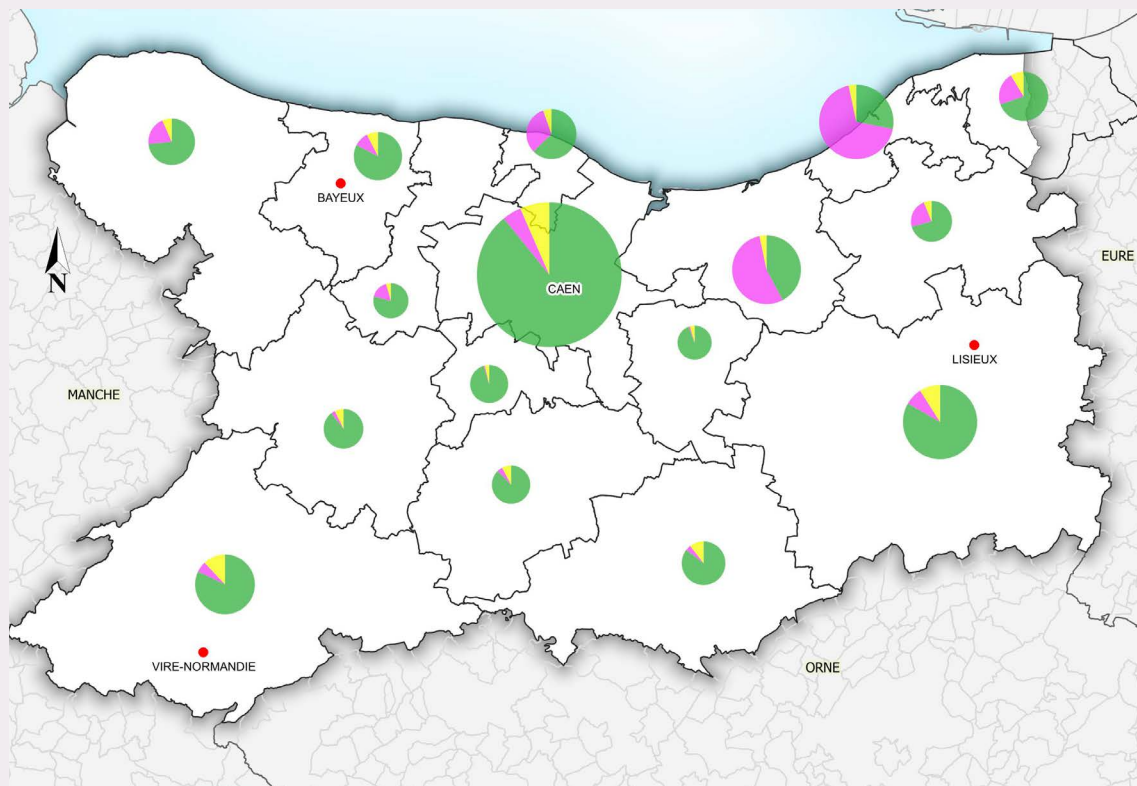 BAYEUX
N
EURE
CAEN
LISIEUX
MANCHE
VIRE-NORMANDIE
ORNE